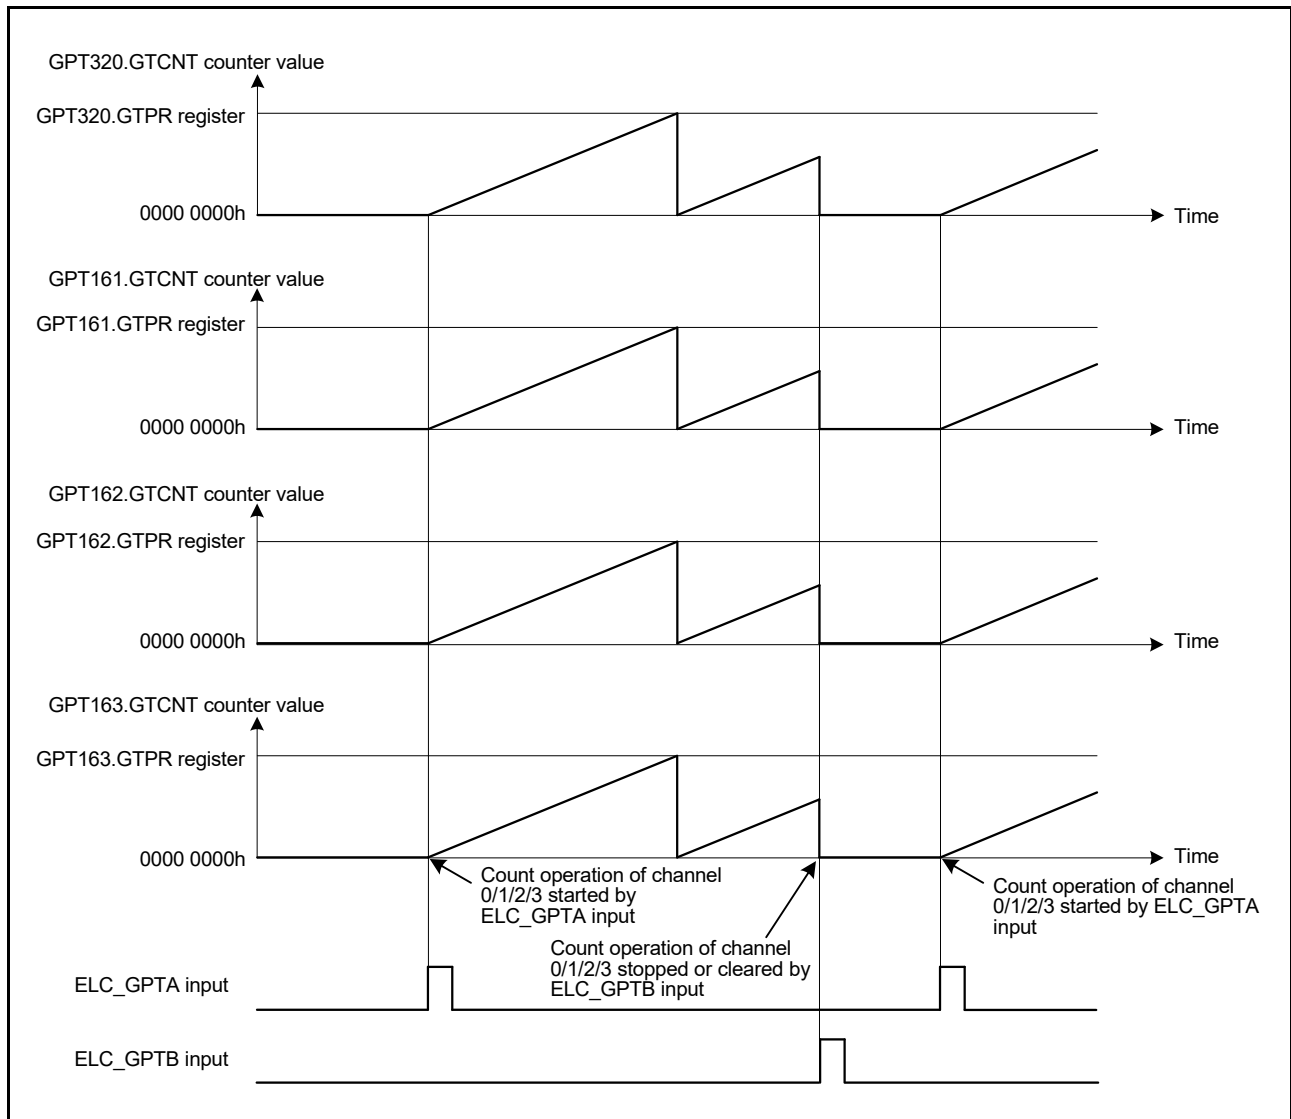 GPT320.GTCNT counter value
GPT320.GTPR register
0000 0000h
Time
GPT161.GTCNT counter value
GPT161.GTPR register
0000 0000h
Time
GPT162.GTCNT counter value
GPT162.GTPR register
0000 0000h
Time
GPT163.GTCNT counter value
GPT163.GTPR register
0000 0000h
Time
Count operation of channel
0/1/2/3 started by
ELC_GPTA input
Count operation of channel
0/1/2/3 started by ELC_GPTA
input
Count operation of channel
0/1/2/3 stopped or cleared by
ELC_GPTB input
ELC_GPTA input
ELC_GPTB input